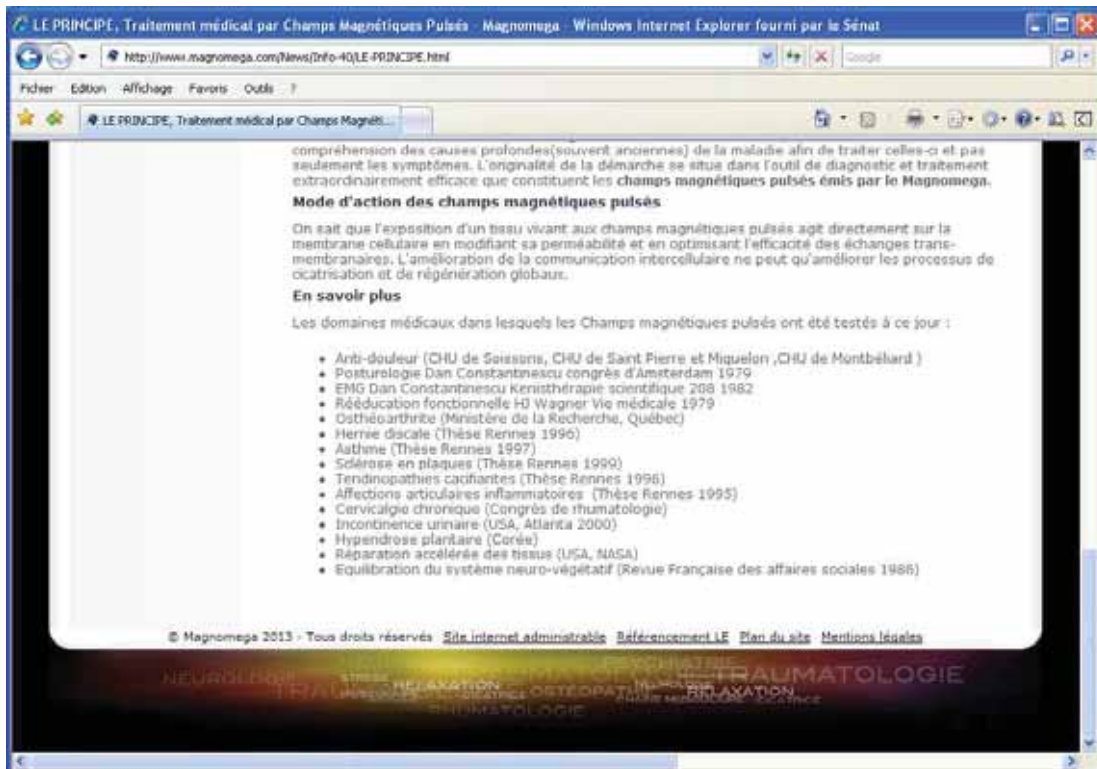 LE PRINCIPE, Traitement médical par Champs Magnétiques Pulsés - Magnomega - Windows Internet Explorer fourni par le Sénat
http://www.magnomega.com/News/Info-40/LE-PRINCIPE.html
Google
Fichier Edition Affichage Favoris Outils ?
LE PRINCIPE, Traitement médical par Champs Magnéti...
compréhension des causes profondes(souvent anciennes) de la maladie afin de traiter celles-ci et pas
seulement les symptômes. L'originalité de la démarche se situe dans l'outil de diagnostic et traitement
extraordinairement efficace que constituent les champs magnétiques pulsés émis par le Magnomega.
Mode d'action des champs magnétiques pulsés
On sait que l'exposition d'un tissu vivant aux champs magnétiques pulsés agit directement sur la
membrane cellulaire en modifiant sa perméabilité et en optimisant l'efficacité des échanges trans-
membranaires. L'amélioration de la communication intercellulaire ne peut qu'améliorer les processus de
cicatrisation et de régénération globaux.
En savoir plus
Les domaines médicaux dans lesquels les Champs magnétiques pulsés ont été testés à ce jour :
• Anti-douleur (CHU de Soissons, CHU de Saint Pierre et Miquelon ,CHU de Montbéliard )
• Posturologie Dan Constantinescu congrès d'Amsterdam 1979
• EMG Dan Constantinescu Kenisthérapie scientifique 208 1982
• Rééducation fonctionnelle HJ Wagner Vie médicale 1979
• Osthéoarthrite (Ministère de la Recherche, Québec)
• Hernie discale (Thèse Rennes 1996)
• Asthme (Thèse Rennes 1997)
• Sclérose en plaques (Thèse Rennes 1999)
• Tendinopathies cacifiantes (Thèse Rennes 1996)
• Affections articulaires inflammatoires (Thèse Rennes 1995)
• Cervicalgie chronique (Congrès de rhumatologie)
• Incontinence urinaire (USA, Atlanta 2000)
• Hypendrose plantaire (Corée)
• Réparation accélérée des tissus (USA, NASA)
• Equilibration du système neuro-végétatif (Revue Française des affaires sociales 1986)
© Magnomega 2013 - Tous droits réservés Site internet administrable Référencement LE Plan du site Mentions légales
NEUROLOGIE PSYCHIATRIE TRAUMATOLOGIE
RELAXATION OSTÉOPATHIE RELAXATION
RHUMATOLOGIE